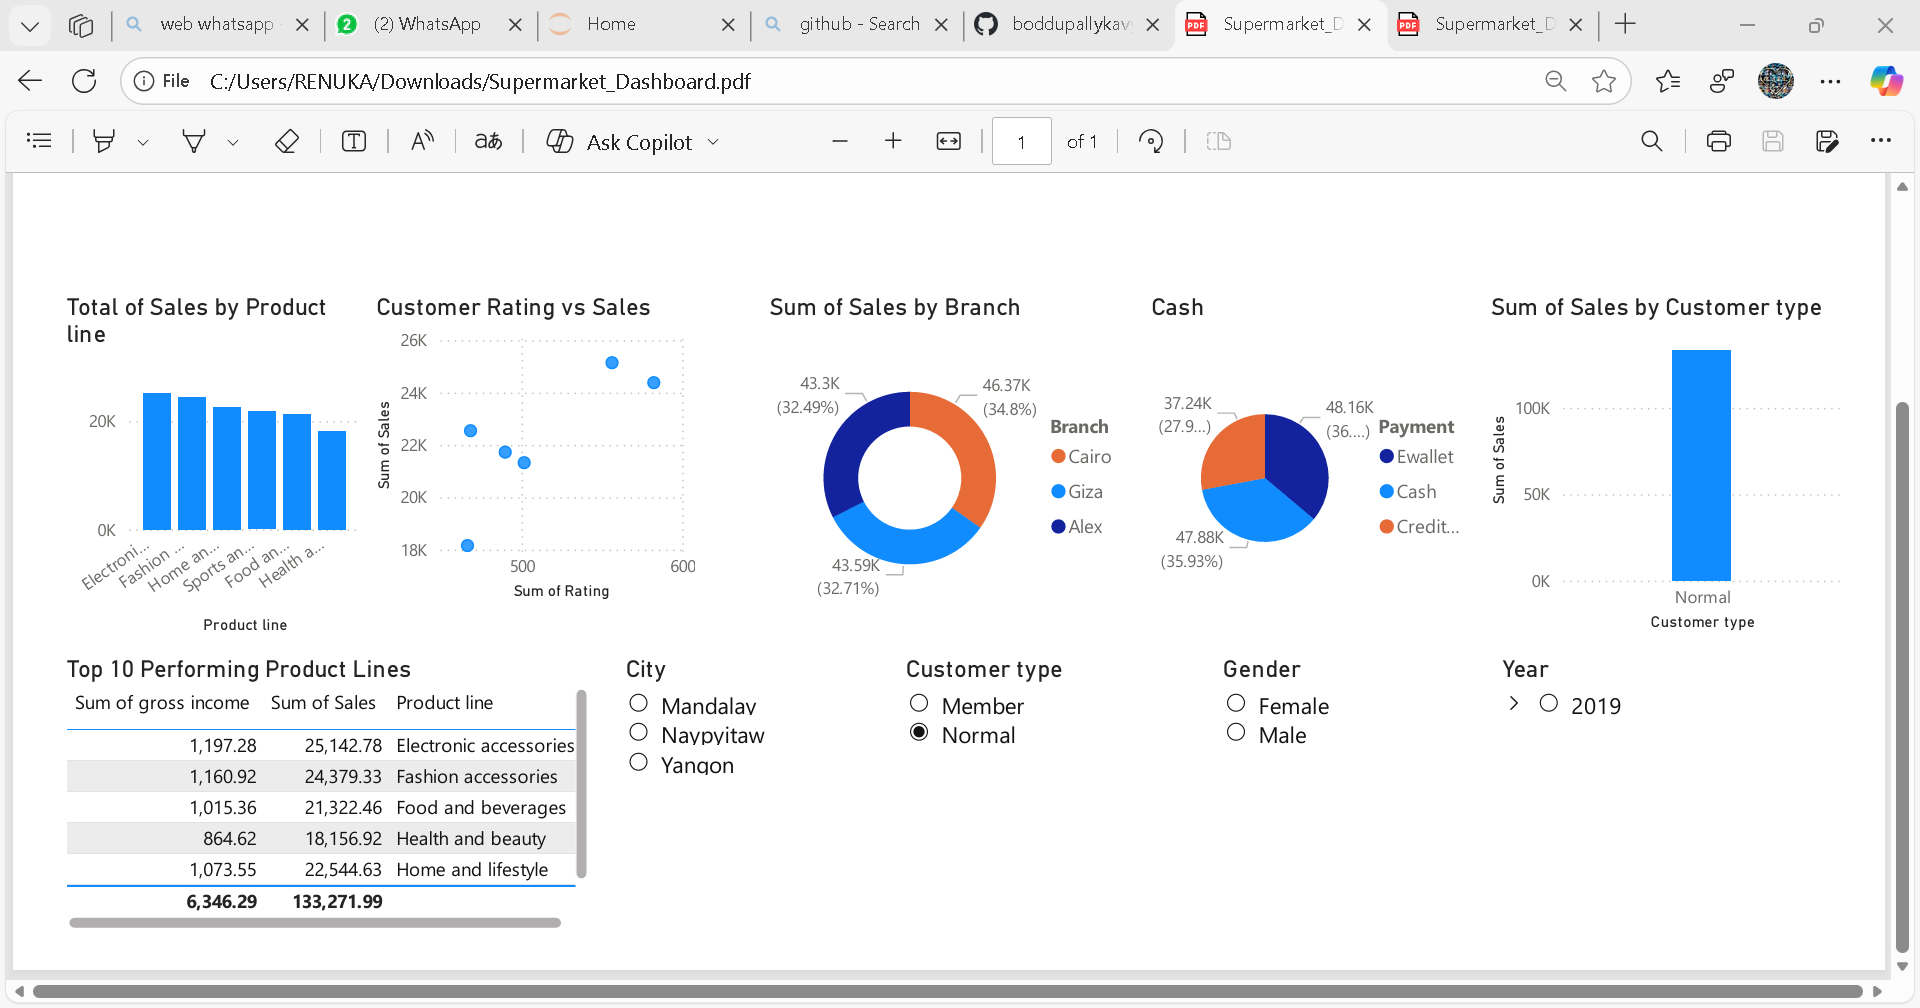 web whatsapp
(2) WhatsApp
Home
github - Search
boddupallykav
Supermarket_D
Supermarket_D
File C:/Users/RENUKA/Downloads/Supermarket_Dashboard.pdf
Ask Copilot
1 of 1
Total of Sales by Product
line
20K
0K
Electroni...
Fashion ...
Home an...
Sports an...
Food an...
Health a...
Product line
Customer Rating vs Sales
26K
24K
22K
20K
18K
Sum of Sales
500
600
Sum of Rating
Sum of Sales by Branch
43.3K
(32.49%)
46.37K
(34.8%)
43.59K
(32.71%)
Branch
Cairo
Giza
Alex
Cash
37.24K
(27.9...)
48.16K
(36....)
47.88K
(35.93%)
Payment
Ewallet
Cash
Credit...
Sum of Sales by Customer type
100K
50K
0K
Sum of Sales
Normal
Customer type
Top 10 Performing Product Lines
Sum of gross income Sum of Sales Product line
1,197.28 25,142.78 Electronic accessories
1,160.92 24,379.33 Fashion accessories
1,015.36 21,322.46 Food and beverages
864.62 18,156.92 Health and beauty
1,073.55 22,544.63 Home and lifestyle
6,346.29 133,271.99
City
Mandalay
Naypyitaw
Yangon
Customer type
Member
Normal
Gender
Female
Male
Year
2019